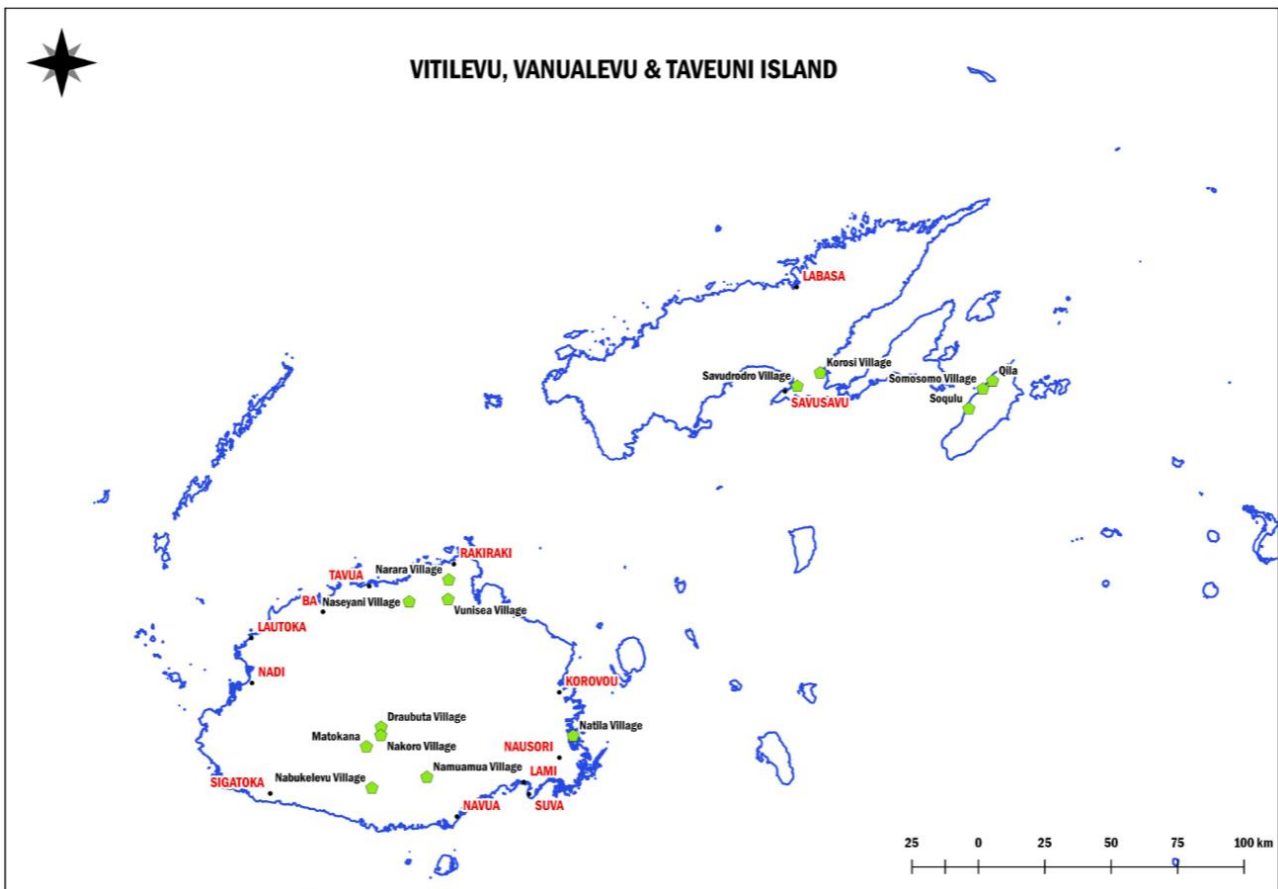 VITILEVU, VANUALEVU & TAVEUNI ISLAND
LABASA
Korosi Village
Savudrodro Village
Somosomo Village
Qila
Soqulu
SAVUSAVU
RAKIRAKI
Narara Village
TAVUA
BA
Naseyani Village
Vunisea Village
LAUTOKA
NADI
KOROVOU
Draubuta Village
Natila Village
Matokana
Nakoro Village
NAUSORI
Namuamua Village
LAMI
SIGATOKA
Nabukelevu Village
NAVUA
SUVA
25 0 25 50 75 100 km